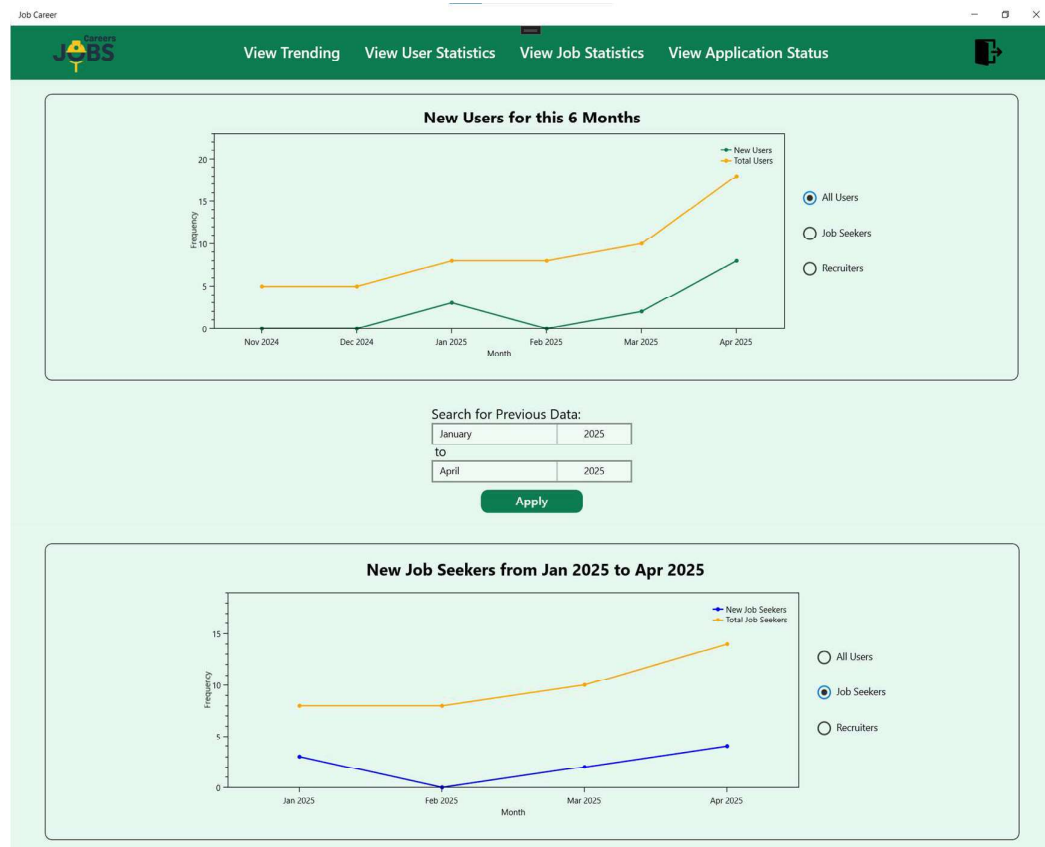 Job Career
Careers
JOBS
View Trending View User Statistics View Job Statistics View Application Status
New Users for this 6 Months
New Users
Total Users
Frequency
20
15
10
5
0
Nov 2024 Dec 2024 Jan 2025 Feb 2025 Mar 2025 Apr 2025
Month
All Users
Job Seekers
Recruiters
Search for Previous Data:
January 2025
to
April 2025
Apply
New Job Seekers from Jan 2025 to Apr 2025
New Job Seekers
Total Job Seekers
Frequency
15
10
5
0
Jan 2025 Feb 2025 Mar 2025 Apr 2025
Month
All Users
Job Seekers
Recruiters